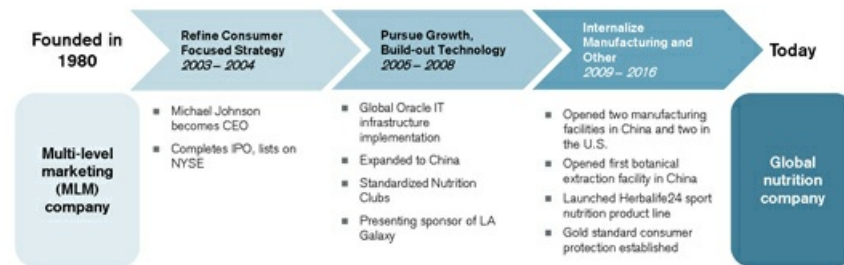 Founded in
1980
Refine Consumer
Focused Strategy
2003 – 2004
Pursue Growth,
Build-out Technology
2005 – 2008
Internalize
Manufacturing and
Other
2009 – 2016
Today
Multi-level
marketing
(MLM)
company
▪ Michael Johnson
becomes CEO
▪ Completes IPO, lists on
NYSE
▪ Global Oracle IT
infrastructure
implementation
▪ Expanded to China
▪ Standardized Nutrition
Clubs
▪ Presenting sponsor of LA
Galaxy
▪ Opened two manufacturing
facilities in China and two in
the U.S.
▪ Opened first botanical
extraction facility in China
▪ Launched Herbalife24 sport
nutrition product line
▪ Gold standard consumer
protection established
Global
nutrition
company